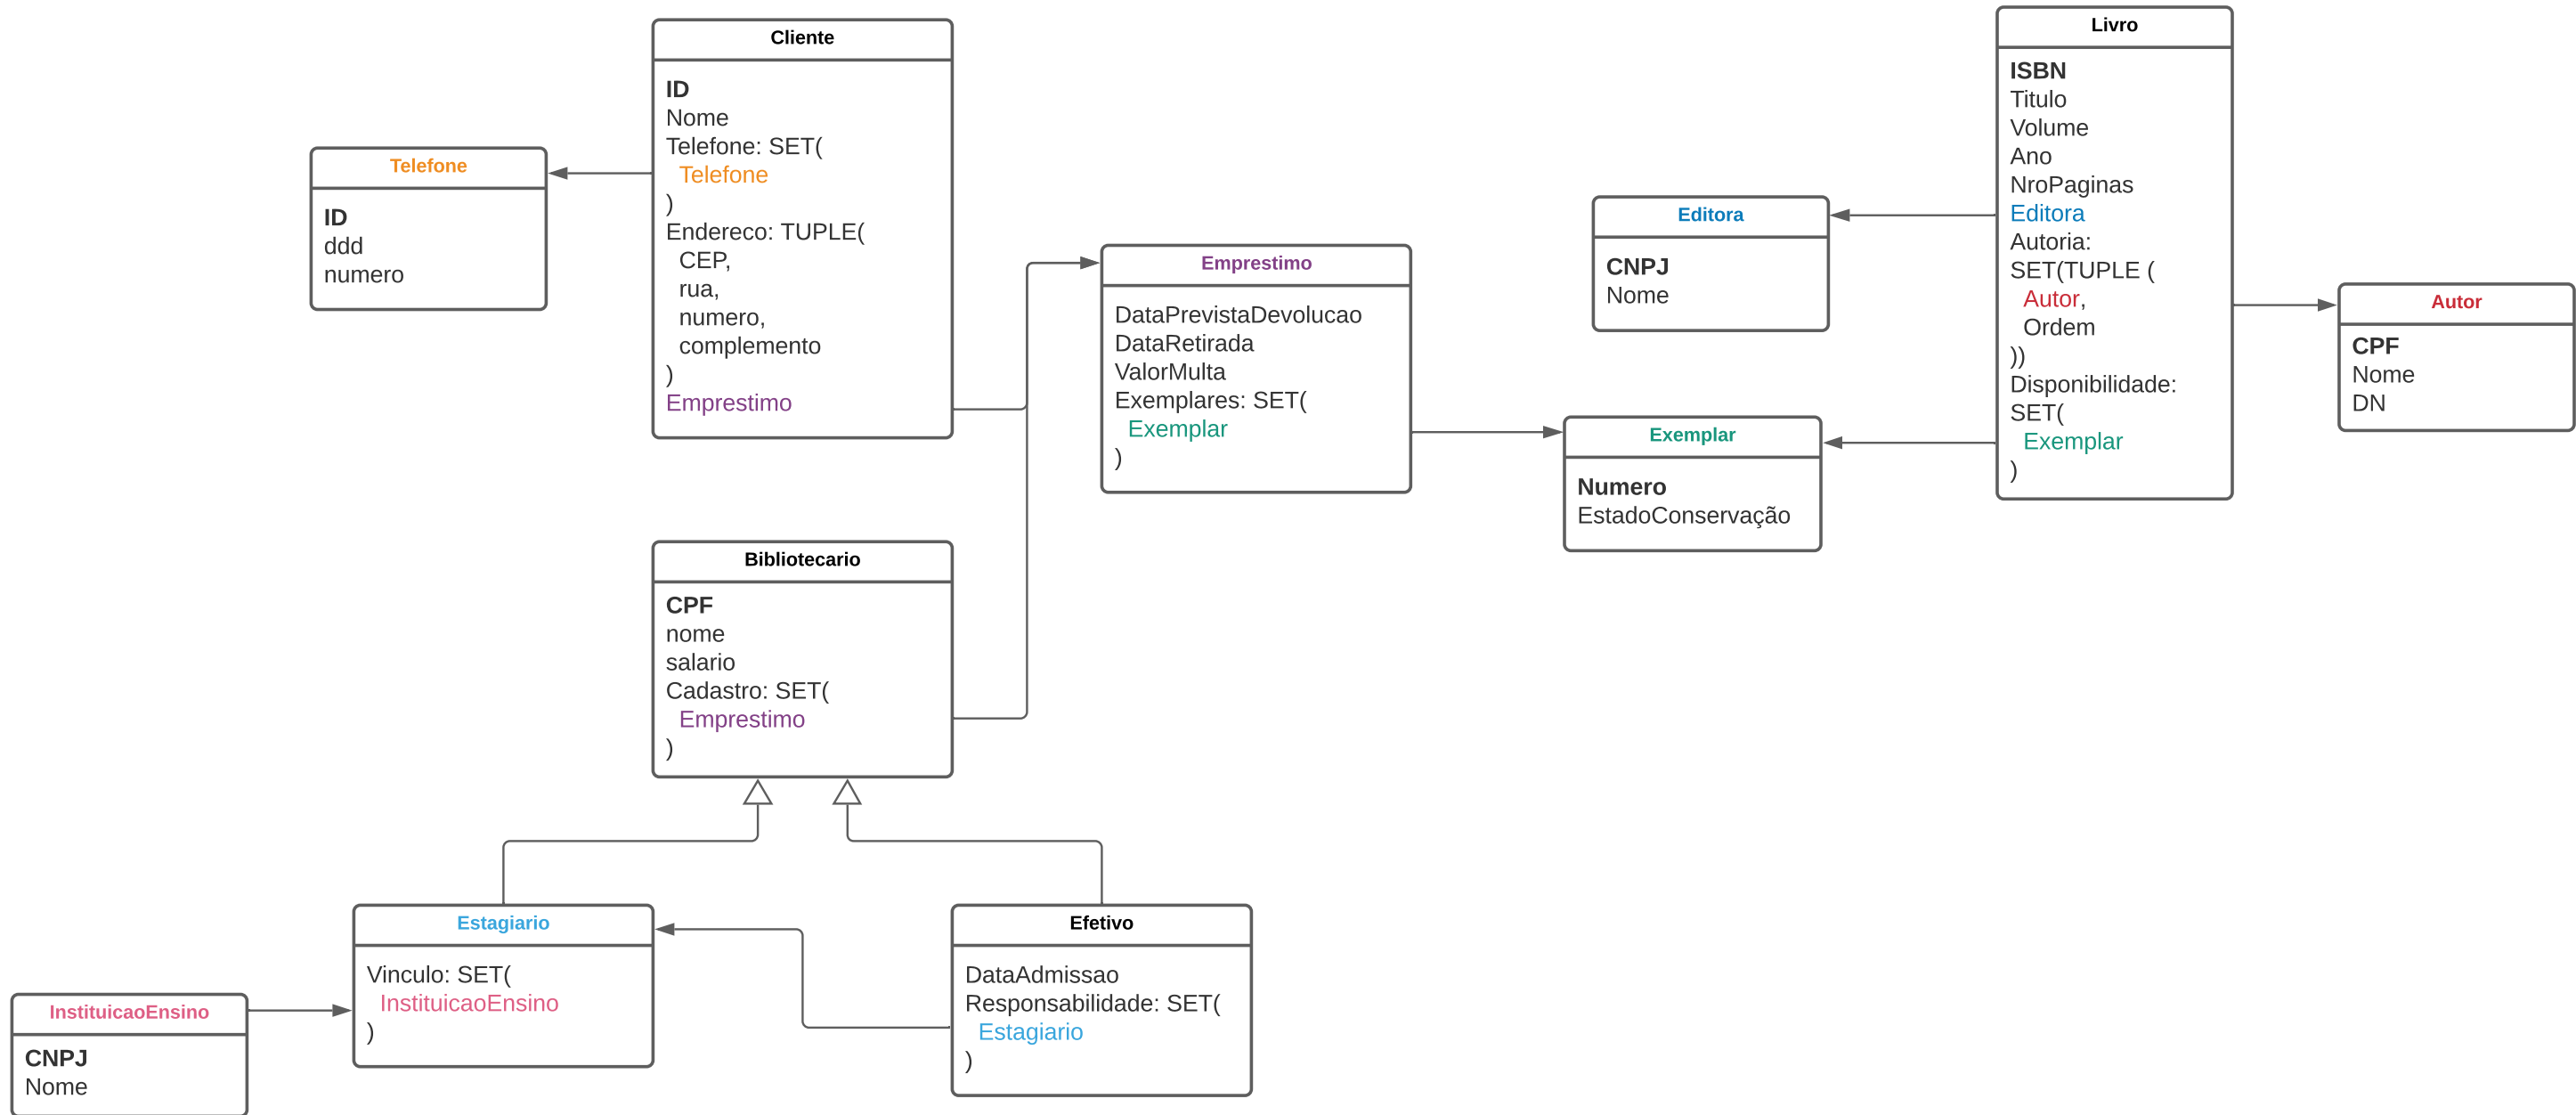 Cliente
ID
Nome
Telefone: SET(
Telefone
)
Endereco: TUPLE(
CEP,
rua,
numero,
complemento
)
Emprestimo
Telefone
ID
ddd
numero
Emprestimo
DataPrevistaDevolucao
DataRetirada
ValorMulta
Exemplares: SET(
Exemplar
)
Livro
ISBN
Titulo
Volume
Ano
NroPaginas
Editora
Autoria:
SET(TUPLE (
Autor,
Ordem
))
Disponibilidade:
SET(
Exemplar
)
Editora
CNPJ
Nome
Autor
CPF
Nome
DN
Exemplar
Numero
EstadoConservação
Bibliotecario
CPF
nome
salario
Cadastro: SET(
Emprestimo
)
Estagiario
Vinculo: SET(
InstituicaoEnsino
)
Efetivo
DataAdmissao
Responsabilidade: SET(
Estagiario
)
InstituicaoEnsino
CNPJ
Nome